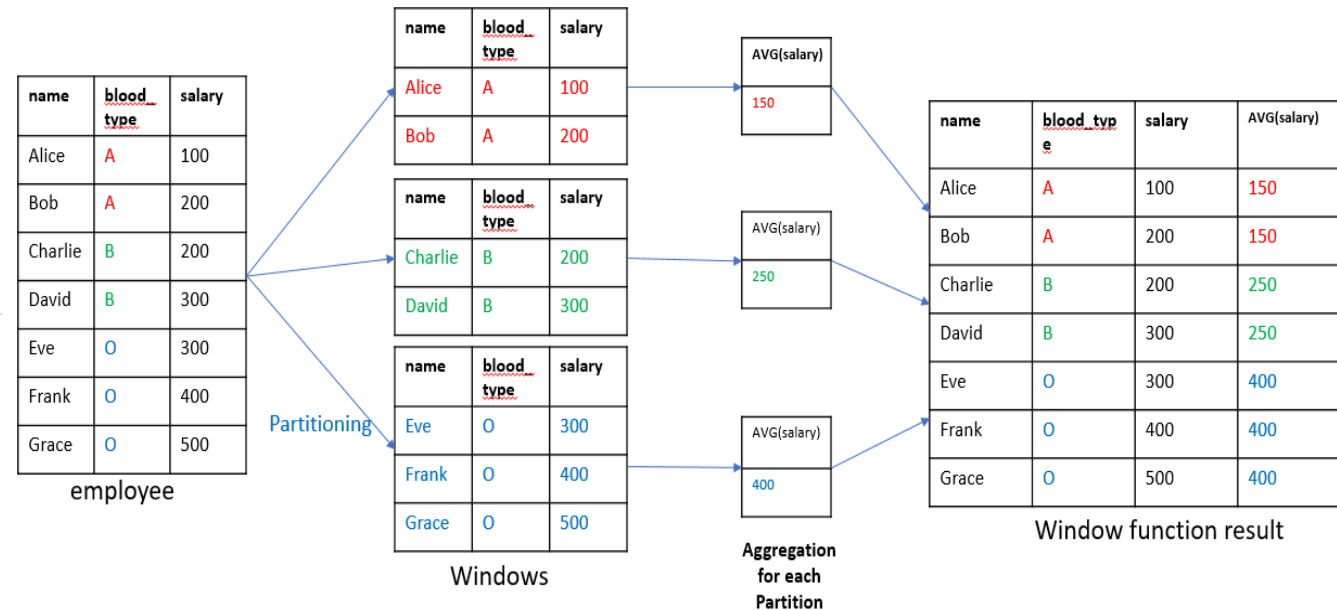 name blood_ type salary
Alice A 100
Bob A 200
Charlie B 200
David B 300
Eve O 300
Frank O 400
Grace O 500
employee
Partitioning
name blood_ type salary
Alice A 100
Bob A 200
name blood_ type salary
Charlie B 200
David B 300
name blood_ type salary
Eve O 300
Frank O 400
Grace O 500
Windows
AVG(salary)
150
AVG(salary)
250
AVG(salary)
400
Aggregation
for each
Partition
name blood_typ e salary AVG(salary)
Alice A 100 150
Bob A 200 150
Charlie B 200 250
David B 300 250
Eve O 300 400
Frank O 400 400
Grace O 500 400
Window function result